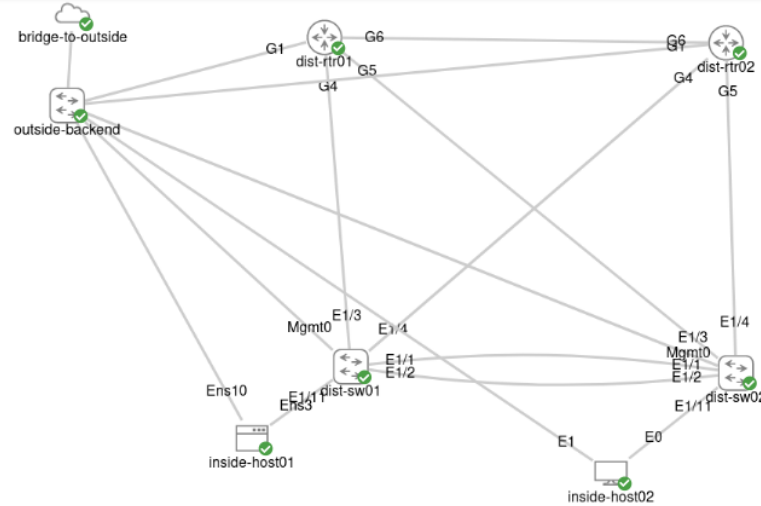 bridge-to-outside
G1
dist-rtr01
G6
G6
G1
dist-rtr02
G5
G4
G4
G5
outside-backend
E1/3
Mgmt0
E1/4
E1/4
E1/3
Mgmt0
E1/1
E1/2
E1/1
E1/2
dist-sw01
dist-sw02
Ens10
E1/11
Ens3
E1/11
E1
E0
inside-host01
inside-host02